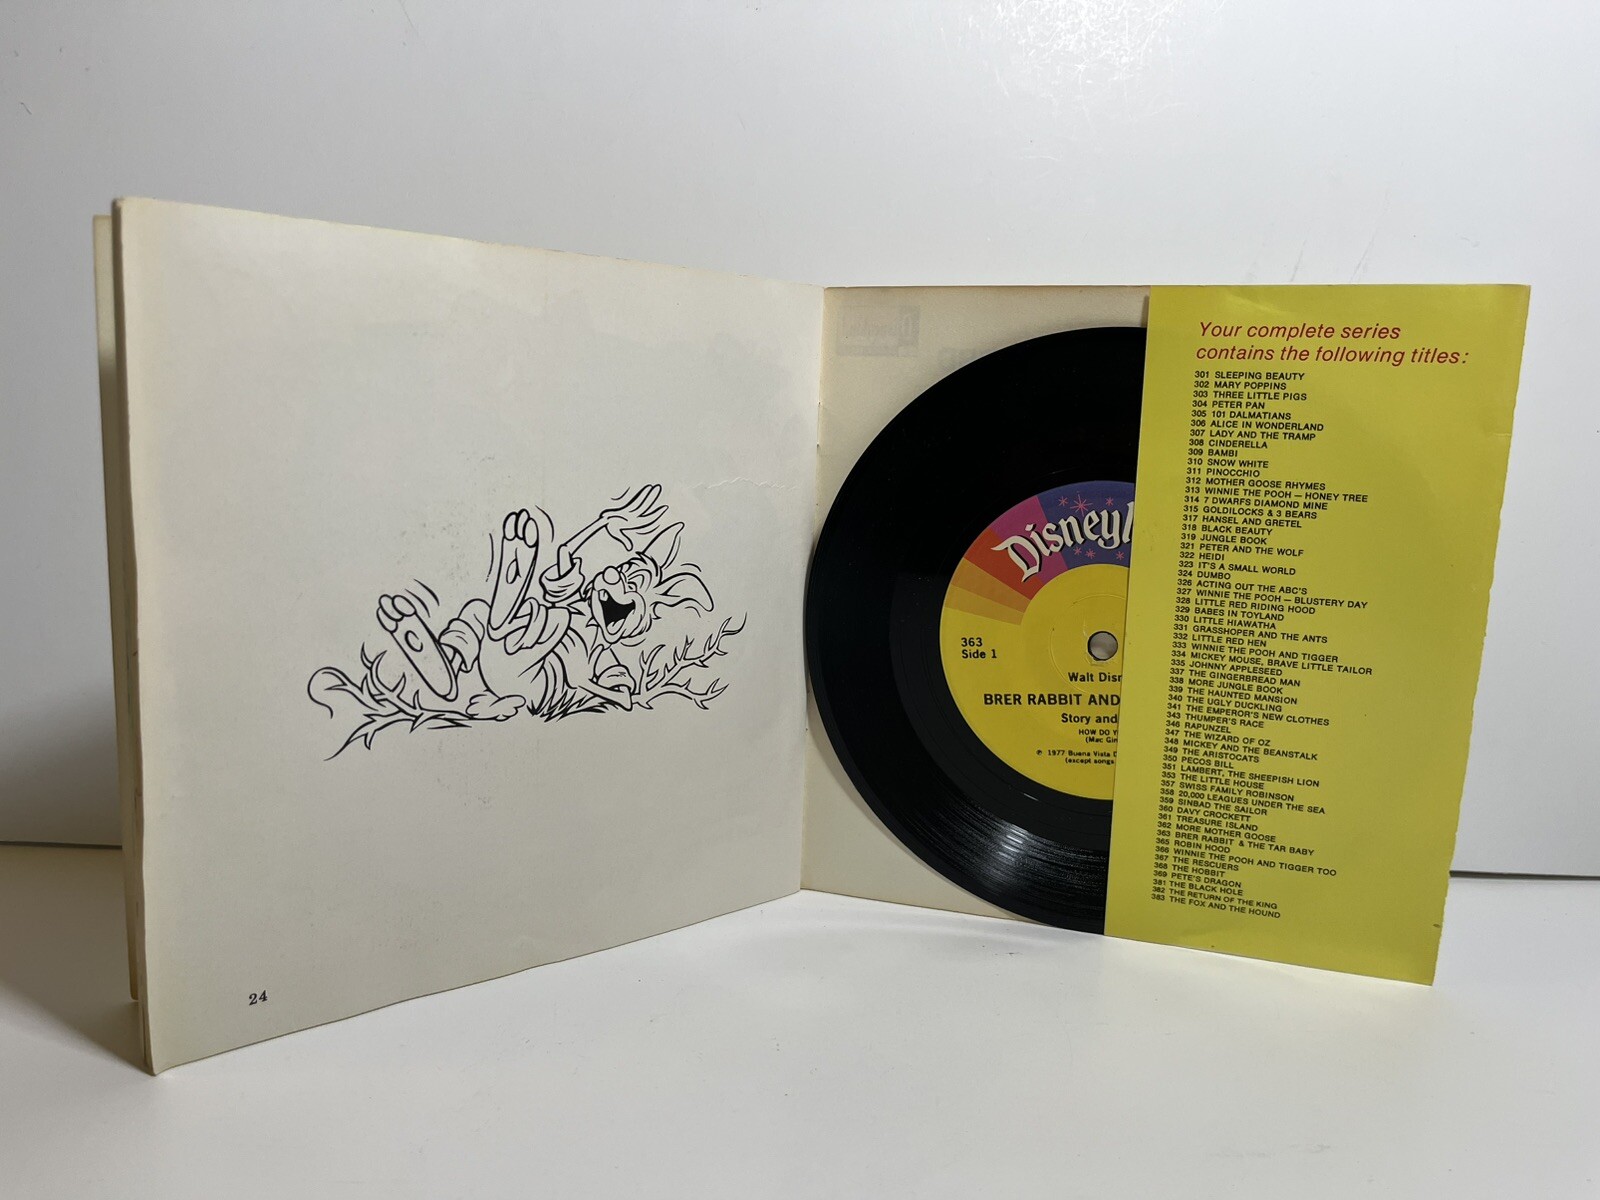 24
Disneyl
363
Side 1
Walt Disn
BRER RABBIT AND
Story and
HOW DO Y
(Mac Gim
℗ 1977 Buena Vista D
(except songs
Your complete series
contains the following titles:
301 SLEEPING BEAUTY
302 MARY POPPINS
303 THREE LITTLE PIGS
304 PETER PAN
305 101 DALMATIANS
306 ALICE IN WONDERLAND
307 LADY AND THE TRAMP
308 CINDERELLA
309 BAMBI
310 SNOW WHITE
311 PINOCCHIO
312 MOTHER GOOSE RHYMES
313 WINNIE THE POOH — HONEY TREE
314 7 DWARFS DIAMOND MINE
315 GOLDILOCKS & 3 BEARS
317 HANSEL AND GRETEL
318 BLACK BEAUTY
319 JUNGLE BOOK
321 PETER AND THE WOLF
322 HEIDI
323 IT'S A SMALL WORLD
324 DUMBO
326 ACTING OUT THE ABC'S
327 WINNIE THE POOH — BLUSTERY DAY
328 LITTLE RED RIDING HOOD
329 BABES IN TOYLAND
330 LITTLE HIAWATHA
331 GRASSHOPER AND THE ANTS
332 LITTLE RED HEN
333 WINNIE THE POOH AND TIGGER
334 MICKEY MOUSE, BRAVE LITTLE TAILOR
335 JOHNNY APPLESEED
337 THE GINGERBREAD MAN
338 MORE JUNGLE BOOK
339 THE HAUNTED MANSION
340 THE UGLY DUCKLING
341 THE EMPEROR'S NEW CLOTHES
343 THUMPER'S RACE
346 RAPUNZEL
347 THE WIZARD OF OZ
348 MICKEY AND THE BEANSTALK
349 THE ARISTOCATS
350 PECOS BILL
351 LAMBERT, THE SHEEPISH LION
353 THE LITTLE HOUSE
357 SWISS FAMILY ROBINSON
358 20,000 LEAGUES UNDER THE SEA
359 SINBAD THE SAILOR
360 DAVY CROCKETT
361 TREASURE ISLAND
362 MORE MOTHER GOOSE
363 BRER RABBIT & THE TAR BABY
365 ROBIN HOOD
366 WINNIE THE POOH AND TIGGER TOO
367 THE RESCUERS
368 THE HOBBIT
369 PETE'S DRAGON
381 THE BLACK HOLE
382 THE RETURN OF THE KING
383 THE FOX AND THE HOUND